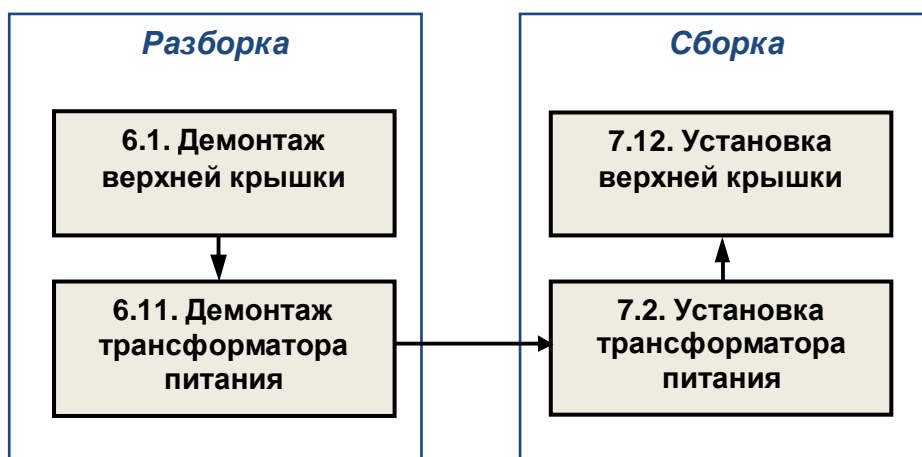 Разборка
6.1. Демонтаж
верхней крышки
6.11. Демонтаж
трансформатора
питания
Сборка
7.12. Установка
верхней крышки
7.2. Установка
трансформатора
питания